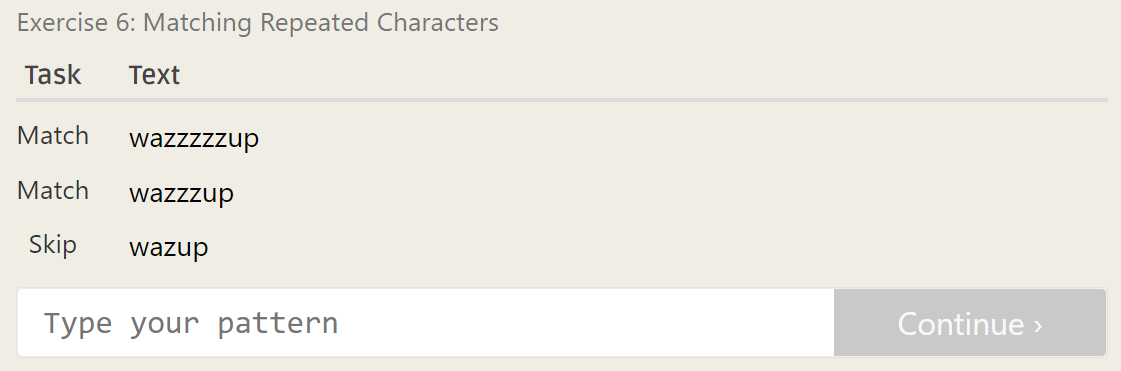 Exercise 6: Matching Repeated Characters
Task Text
Match wazzzzzup
Match wazzzup
Skip wazup
Type your pattern Continue ›